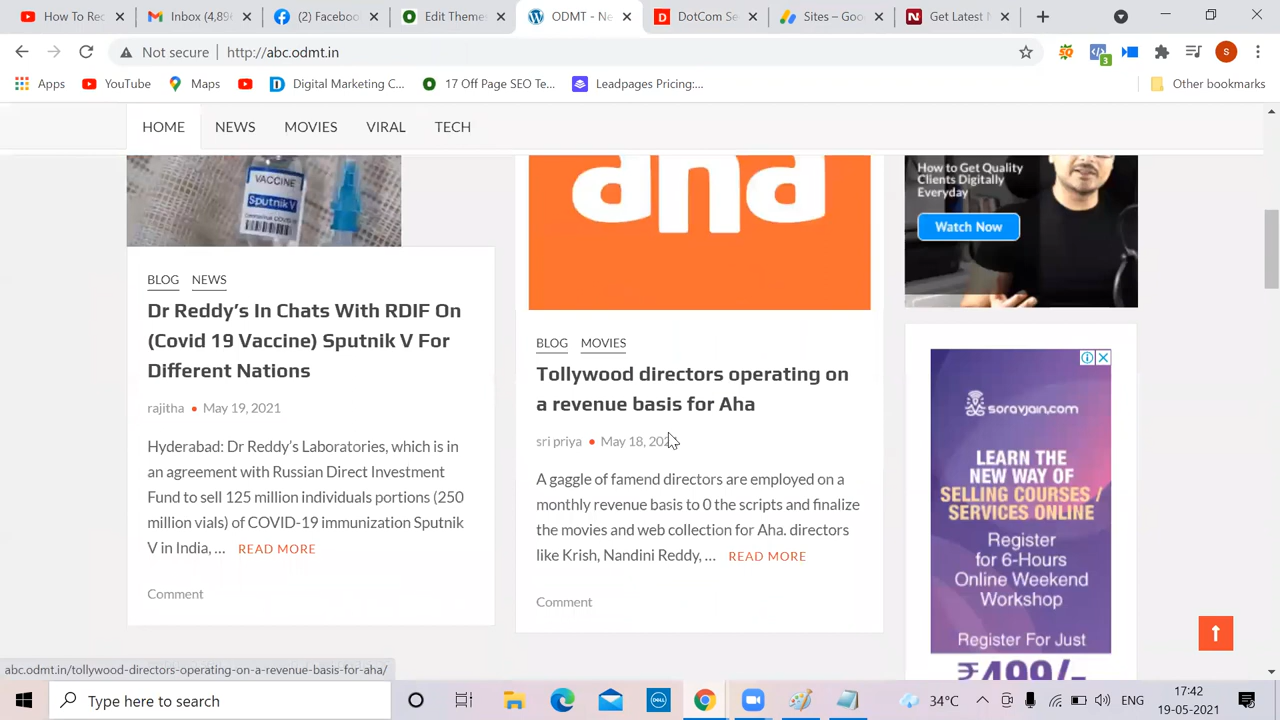 How To Rec
Inbox (489
(2) Facebo
Edit Theme
ODMT - Ne
DotCom Se
Sites – Goo
Get Latest N
Not secure
http://abc.odmt.in
3
S
Apps
YouTube
Maps
Digital Marketing C...
17 Off Page SEO Te...
Leadpages Pricing:...
Other bookmarks
HOME
NEWS
MOVIES
VIRAL
TECH
VACCINE
Sputnik V
aha
How to Get Quality
Clients Digitally
Everyday
Watch Now
BLOG
NEWS
Dr Reddy’s In Chats With RDIF On
(Covid 19 Vaccine) Sputnik V For
Different Nations
rajitha • May 19, 2021
Hyderabad: Dr Reddy’s Laboratories, which is in
an agreement with Russian Direct Investment
Fund to sell 125 million individuals portions (250
million vials) of COVID-19 immunization Sputnik
V in India, ... READ MORE
Comment
BLOG
MOVIES
Tollywood directors operating on
a revenue basis for Aha
sri priya • May 18, 202
A gaggle of famend directors are employed on a
monthly revenue basis to 0 the scripts and finalize
the movies and web collection for Aha. directors
like Krish, Nandini Reddy, ... READ MORE
Comment
soravjain.com
LEARN THE
NEW WAY OF
SELLING COURSES /
SERVICES ONLINE
Register
for 6-Hours
Online Weekend
Workshop
Register For Just
₹499/-
abc.odmt.in/tollywood-directors-operating-on-a-revenue-basis-for-aha/
Type here to search
DELL
34°C
ENG
17:42
19-05-2021